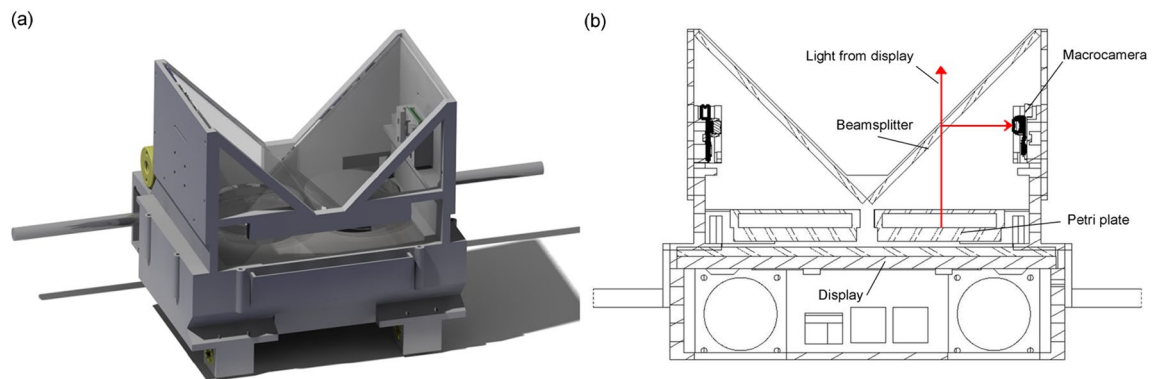 (a)
(b)
Light from display
Macrocamera
Beamsplitter
Petri plate
Display